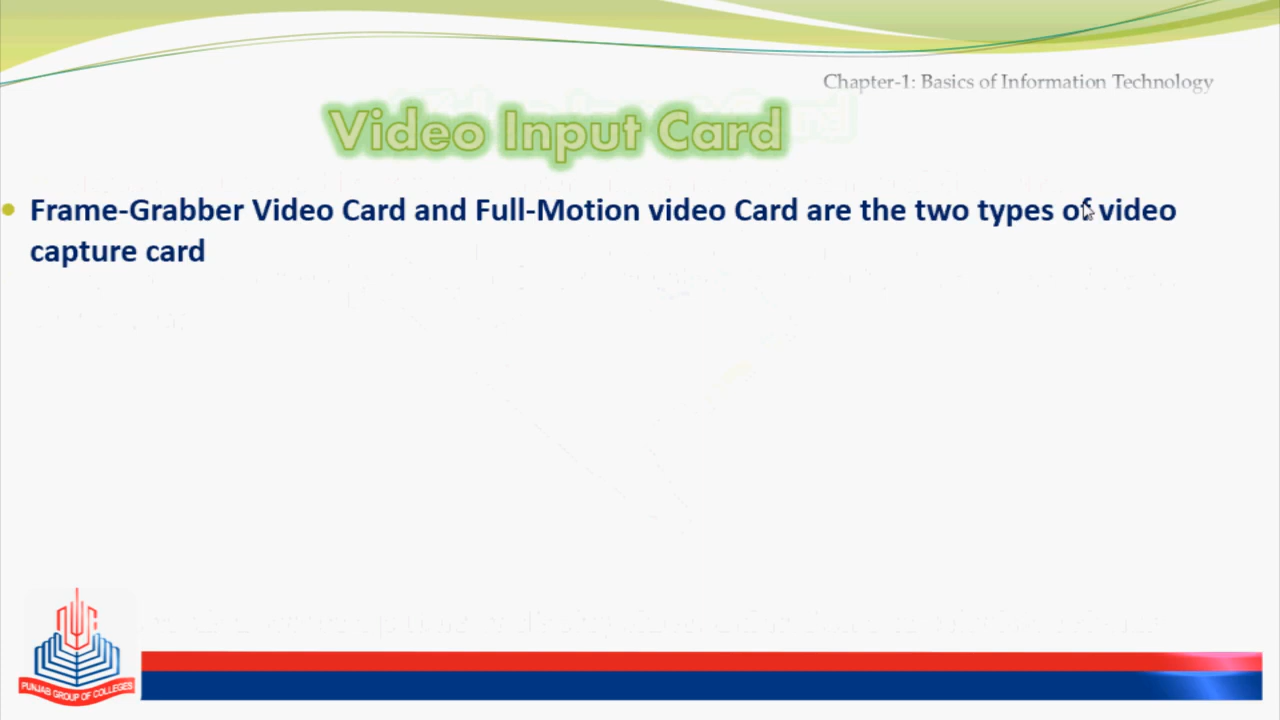 Chapter-1: Basics of Information Technology
Video Input Card
Frame-Grabber Video Card and Full-Motion video Card are the two types of video
capture card
PUNJAB GROUP OF COLLEGES